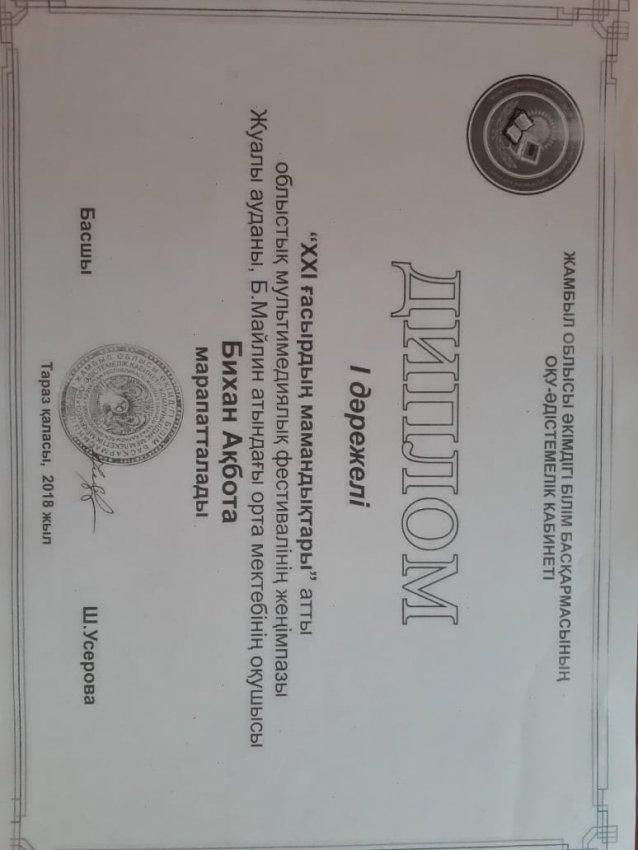 ЖАМБЫЛ ОБЛЫСЫ ӘКІМДІГІ БІЛІМ БАСҚАРМАСЫНЫҢ
ОҚУ-ӘДІСТЕМЕЛІК КАБИНЕТІ
ДИПЛОМ
І дәрежелі
"XXI ғасырдың мамандықтары" атты
облыстық мультимедиялық фестивалінің жеңімпазы
Жуалы ауданы, Б.Майлин атындағы орта мектебінің оқушысы
Бихан Ақбота
марапатталады
Басшы
Ш.Усерова
Тараз қаласы, 2018 жыл